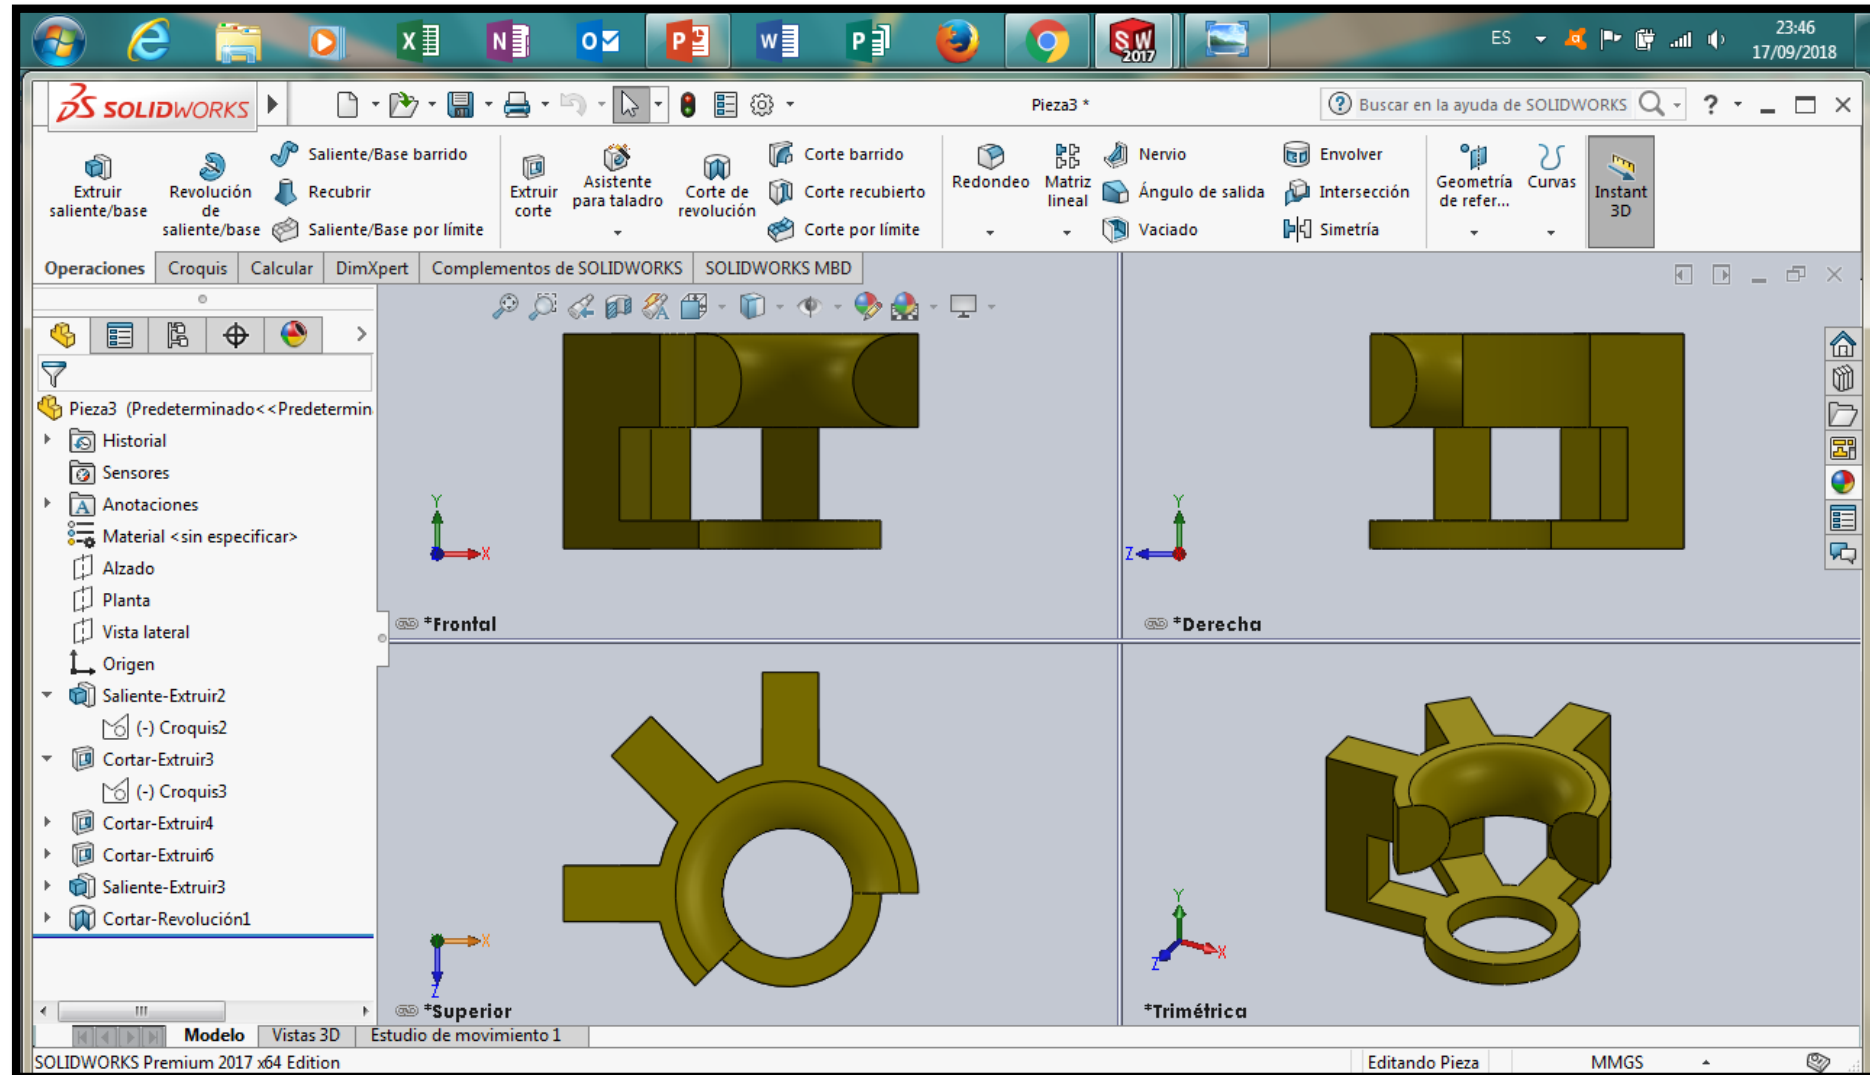 ES
23:46
17/09/2018
SOLIDWORKS
Pieza3 *
Buscar en la ayuda de SOLIDWORKS
Extruir
saliente/base
Revolución
de
saliente/base
Saliente/Base barrido
Recubrir
Saliente/Base por límite
Extruir
corte
Asistente
para taladro
Corte de
revolución
Corte barrido
Corte recubierto
Corte por límite
Redondeo
Matriz
lineal
Nervio
Ángulo de salida
Vaciado
Envolver
Intersección
Simetría
Geometría
de refer...
Curvas
Instant
3D
Operaciones
Croquis
Calcular
DimXpert
Complementos de SOLIDWORKS
SOLIDWORKS MBD
Pieza3 (Predeterminado<<Predetermin
Historial
Sensores
Anotaciones
Material <sin especificar>
Alzado
Planta
Vista lateral
Origen
Saliente-Extruir2
(-) Croquis2
Cortar-Extruir3
(-) Croquis3
Cortar-Extruir4
Cortar-Extruir6
Saliente-Extruir3
Cortar-Revolución1
Y
X
*Frontal
Y
Z
*Derecha
X
Z
*Superior
Y
X
Z
*Trimétrica
Modelo
Vistas 3D
Estudio de movimiento 1
SOLIDWORKS Premium 2017 x64 Edition
Editando Pieza
MMGS